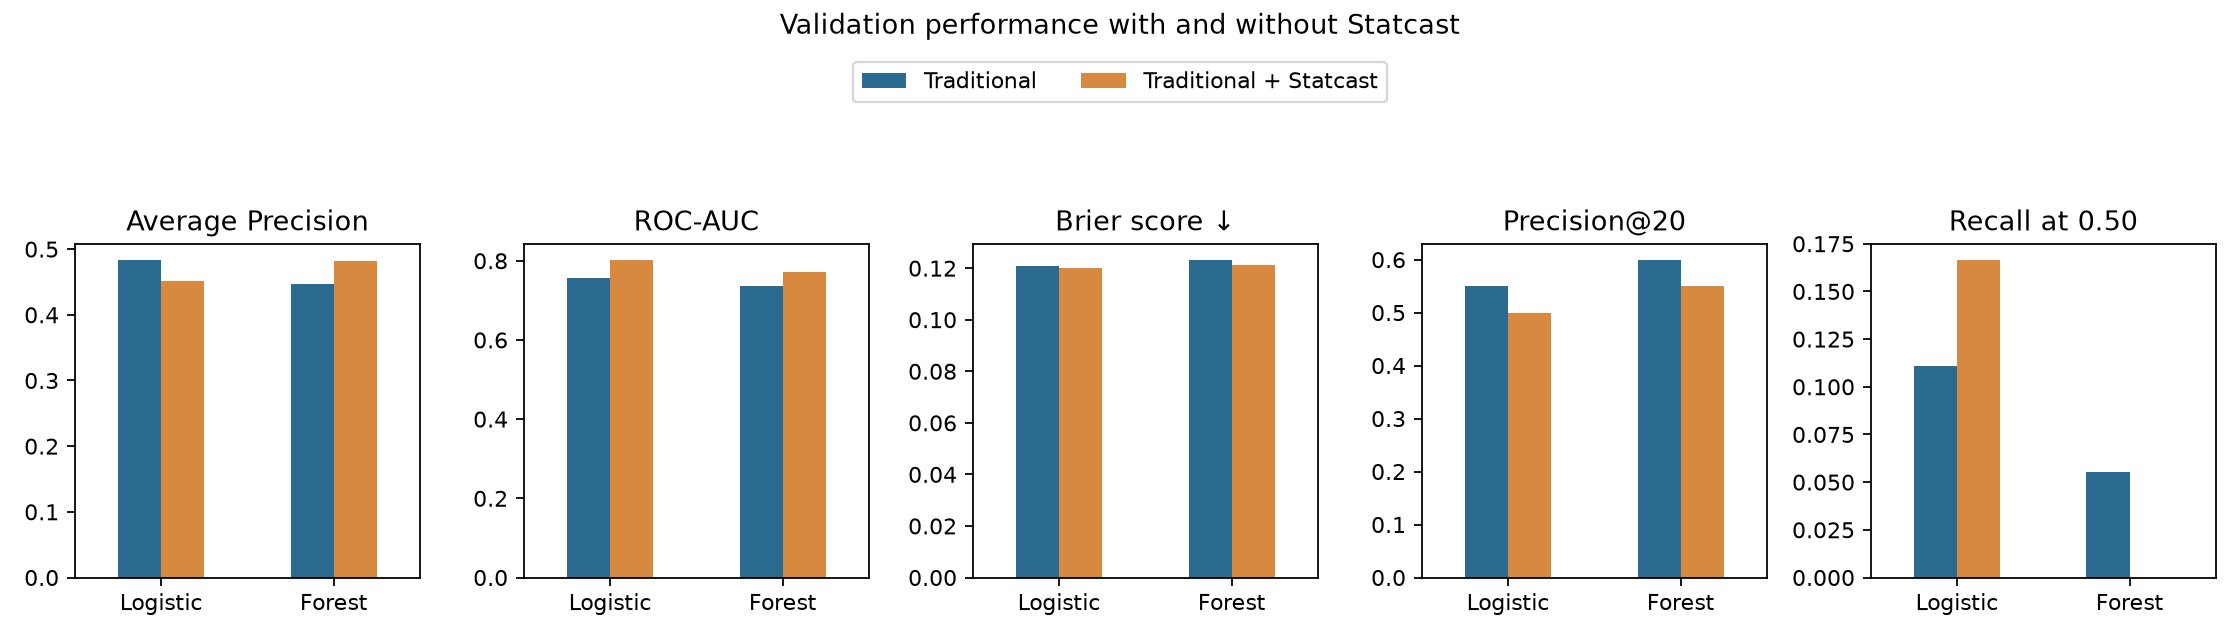 Validation performance with and without Statcast
Traditional
Traditional + Statcast
Average Precision
0.5
0.4
0.3
0.2
0.1
0.0
Logistic
Forest
ROC-AUC
0.8
0.6
0.4
0.2
0.0
Logistic
Forest
Brier score ↓
0.12
0.10
0.08
0.06
0.04
0.02
0.00
Logistic
Forest
Precision@20
0.6
0.5
0.4
0.3
0.2
0.1
0.0
Logistic
Forest
Recall at 0.50
0.175
0.150
0.125
0.100
0.075
0.050
0.025
0.000
Logistic
Forest